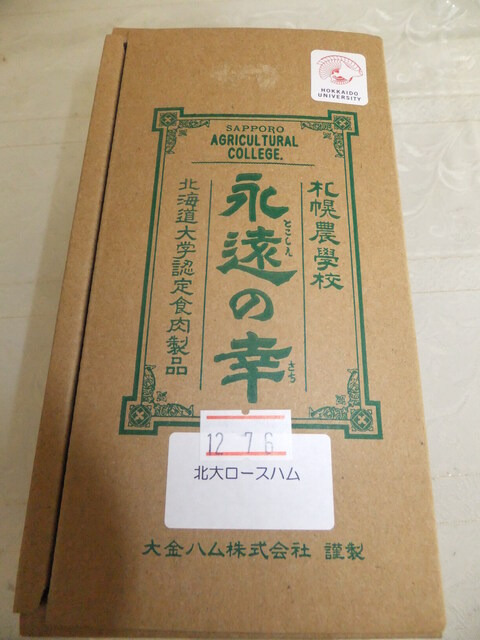 HOKKAIDO
UNIVERSITY
SAPPORO
AGRICULTURAL
COLLEGE.
札幌農學校
永遠の幸
とこしえ
さち
北海道大学認定食肉製品
12 7 6
北大ロースハム
大金ハム株式会社 謹製